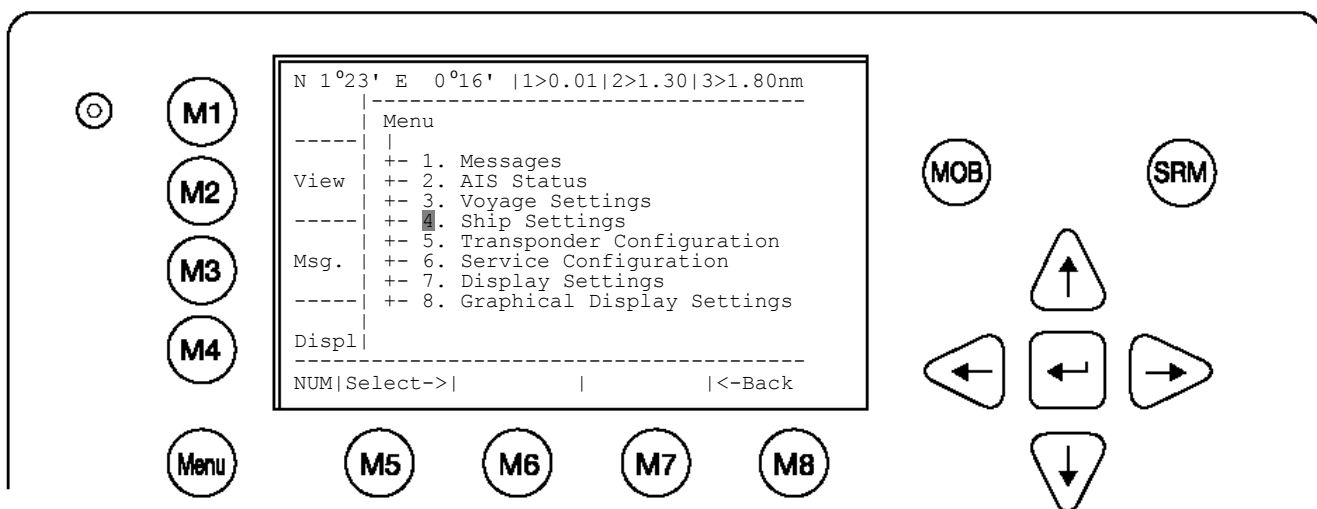 N 1°23' E 0°16' |1>0.01|2>1.30|3>1.80nm
M1
Menu
1. Messages
MOB
SRM
M2
View
2. AIS Status
3. Voyage Settings
4. Ship Settings
5. Transponder Configuration
M3
Msg.
6. Service Configuration
7. Display Settings
8. Graphical Display Settings
M4
Displ
NUM|Select->| | |<-Back
Menu
M5
M6
M7
M8